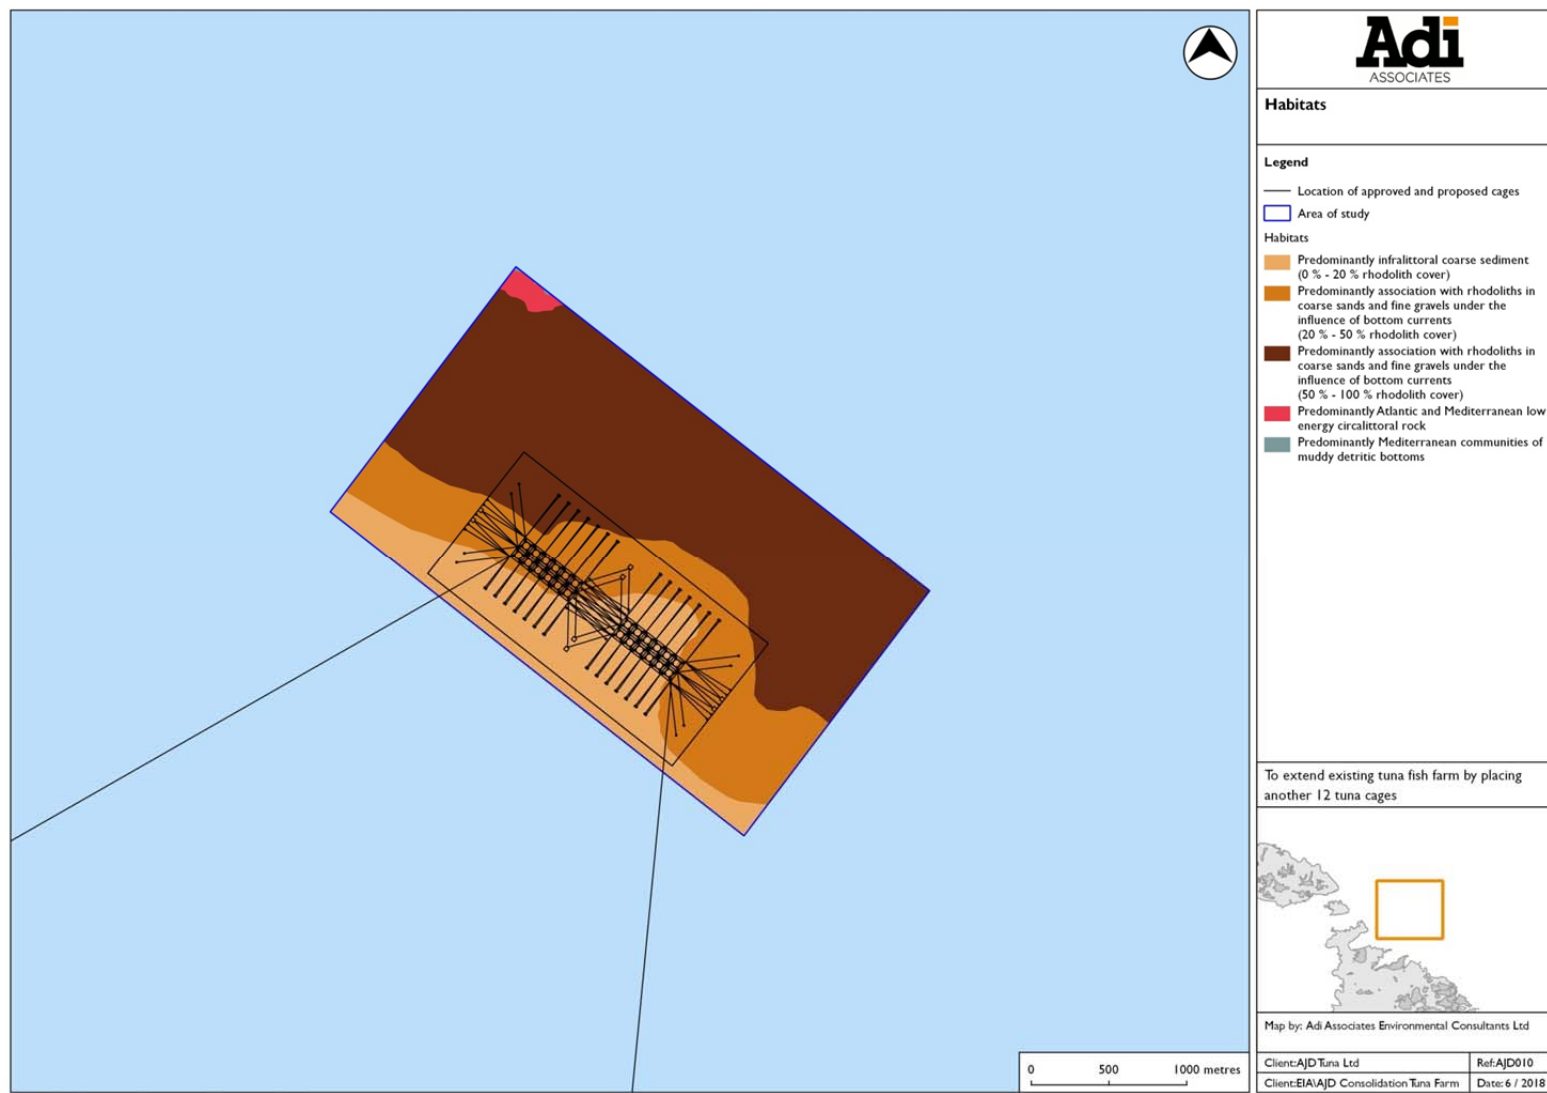 Adi
ASSOCIATES
Habitats
Legend
Location of approved and proposed cages
Area of study
Habitats
Predominantly infralittoral coarse sediment
(0 % - 20 % rhodolith cover)
Predominantly association with rhodoliths in
coarse sands and fine gravels under the
influence of bottom currents
(20 % - 50 % rhodolith cover)
Predominantly association with rhodoliths in
coarse sands and fine gravels under the
influence of bottom currents
(50 % - 100 % rhodolith cover)
Predominantly Atlantic and Mediterranean low
energy circalittoral rock
Predominantly Mediterranean communities of
muddy detritic bottoms
To extend existing tuna fish farm by placing
another 12 tuna cages
Map by: Adi Associates Environmental Consultants Ltd
Client:AJD Tuna Ltd Ref:AJD010
Client:EIA\AJD Consolidation Tuna Farm Date: 6 / 2018
0 500 1000 metres